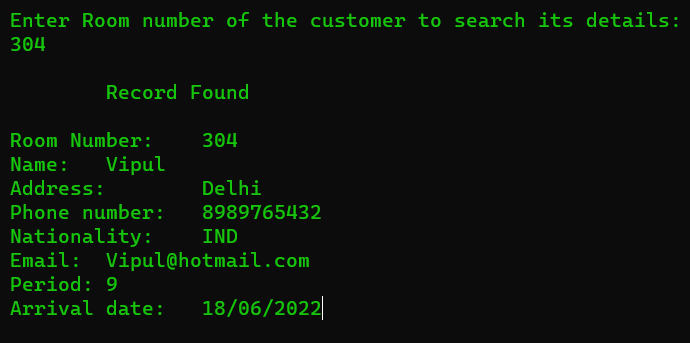 Enter Room number of the customer to search its details:
304
Record Found
Room Number: 304
Name: Vipul
Address: Delhi
Phone number: 8989765432
Nationality: IND
Email: Vipul@hotmail.com
Period: 9
Arrival date: 18/06/2022